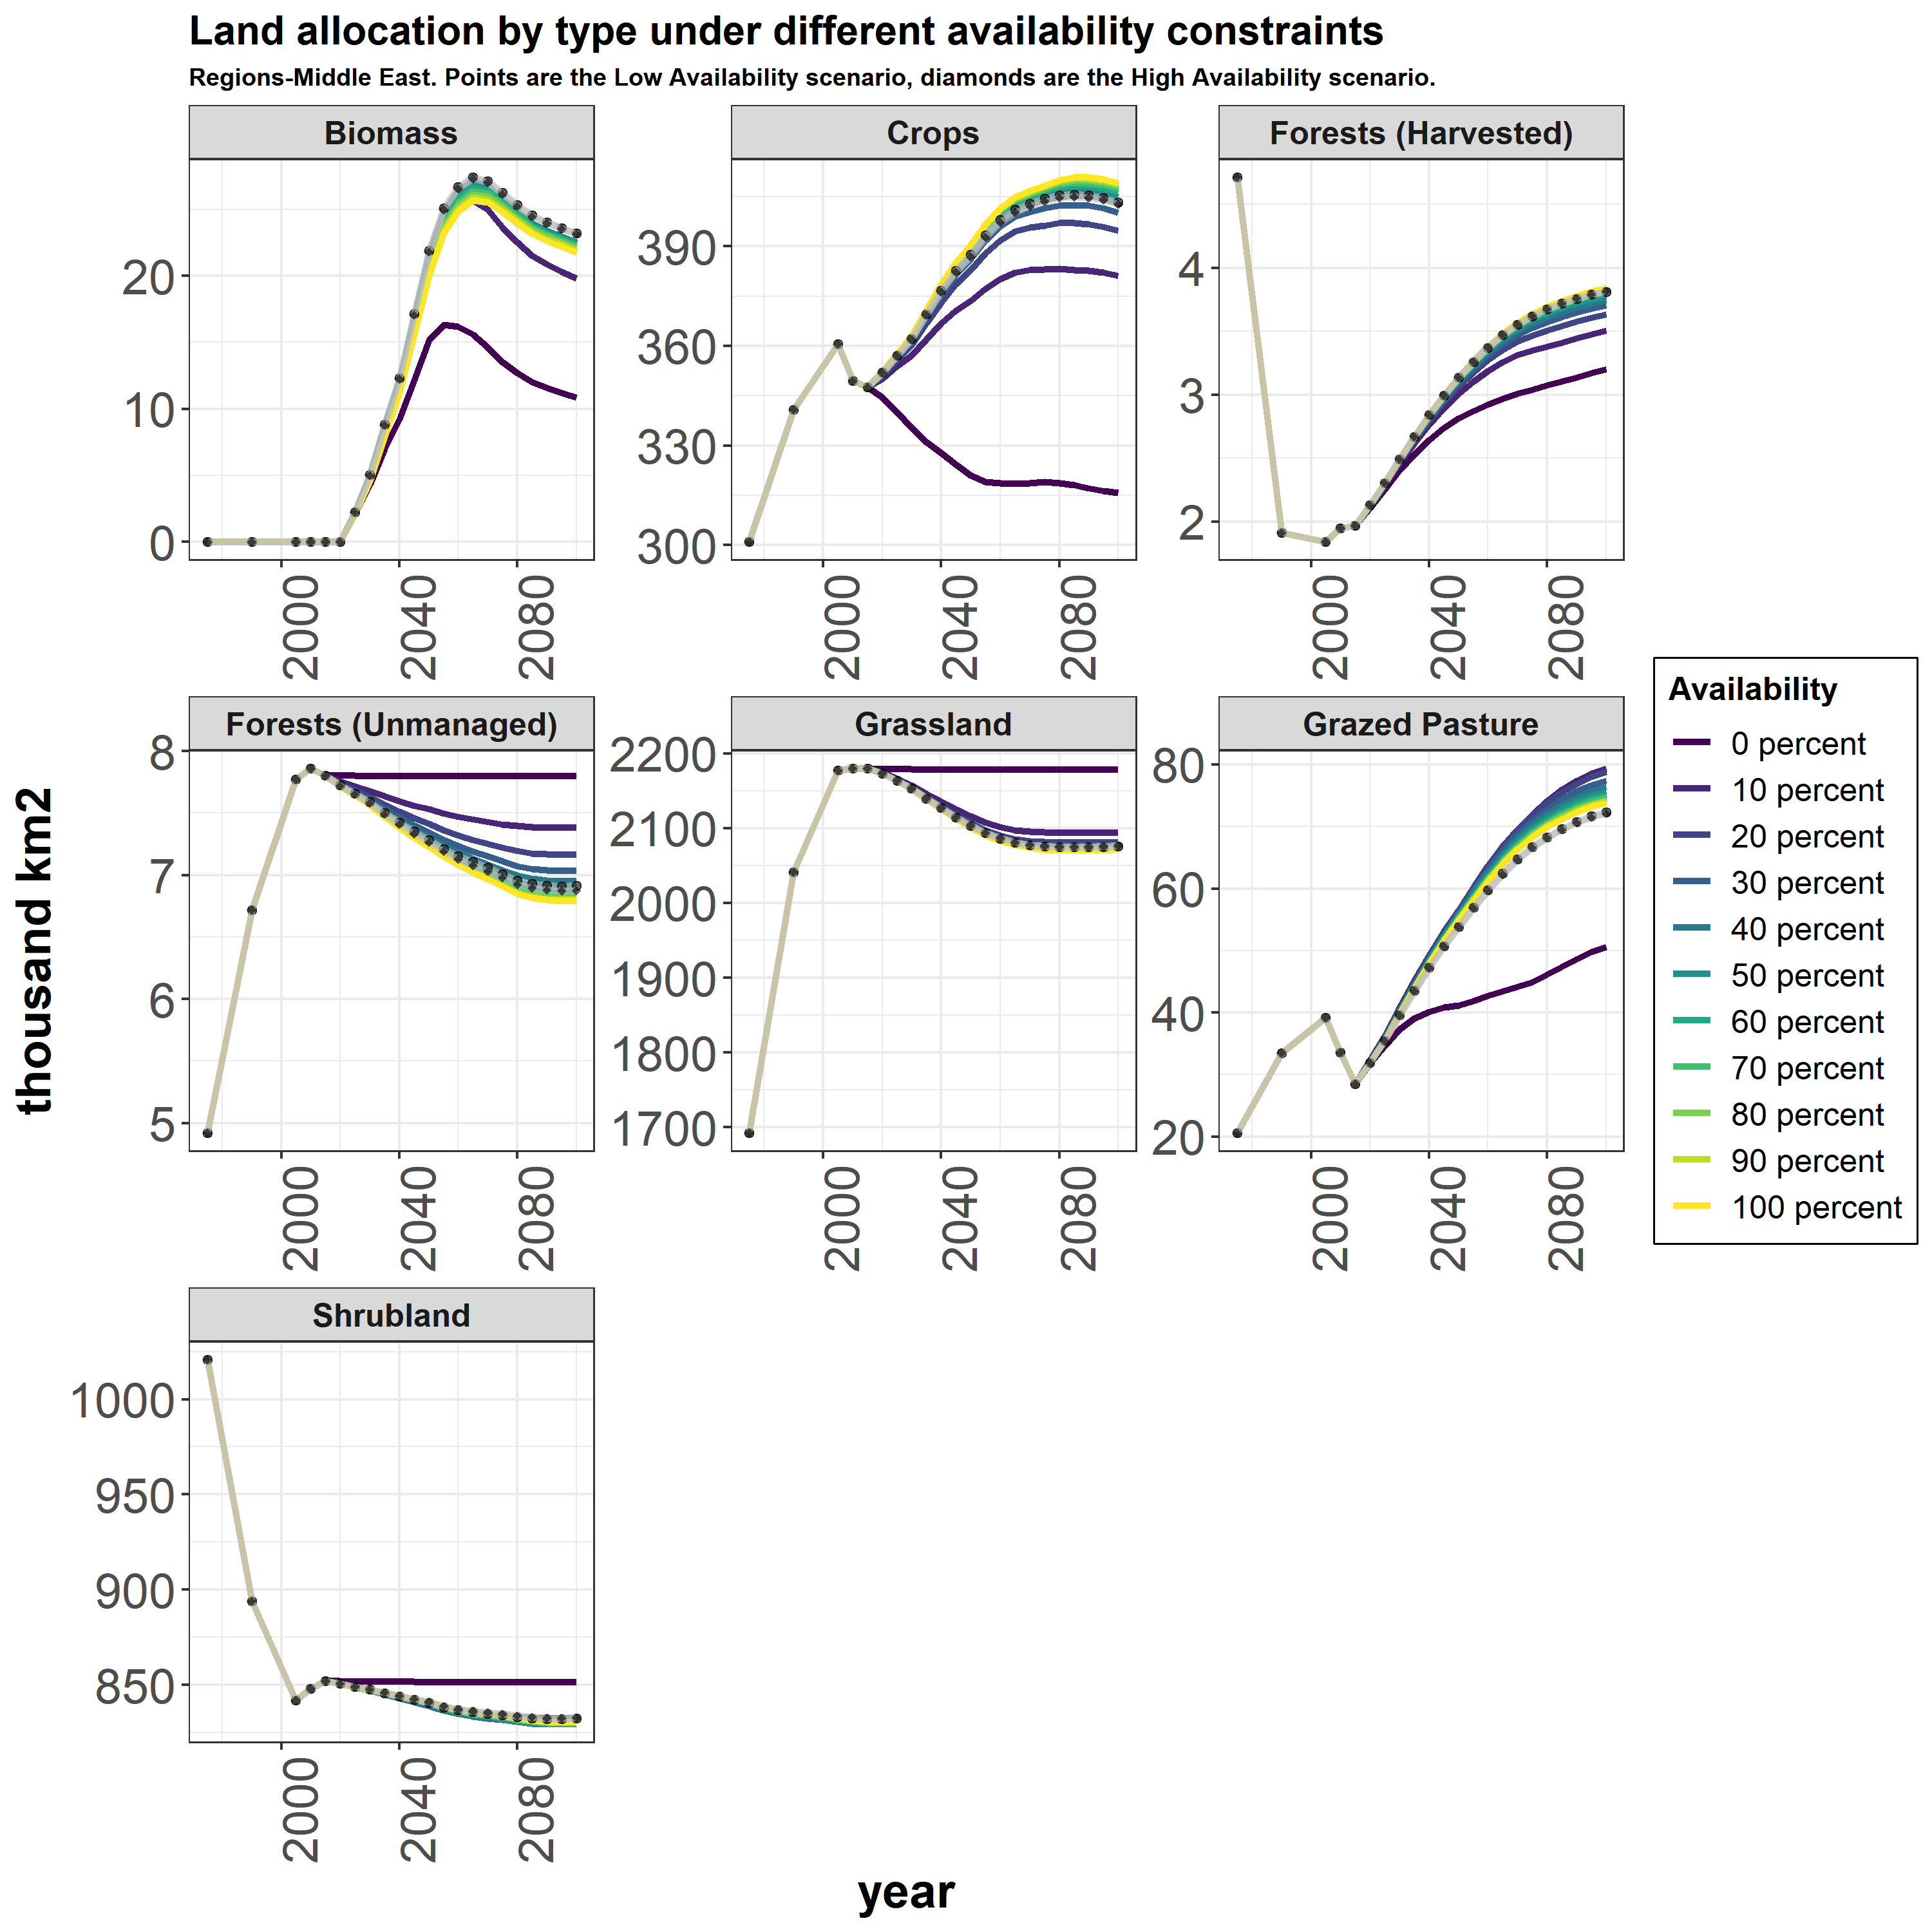 Land allocation by type under different availability constraints
Regions-Middle East. Points are the Low Availability scenario, diamonds are the High Availability scenario.
Biomass
Crops
Forests (Harvested)
20
10
0
390
360
330
300
4
3
2
2000
2040
2080
2000
2040
2080
2000
2040
2080
Forests (Unmanaged)
Grassland
Grazed Pasture
8
7
6
5
2200
2100
2000
1900
1800
1700
80
60
40
20
2000
2040
2080
2000
2040
2080
2000
2040
2080
Shrubland
1000
950
900
850
2000
2040
2080
thousand km2
year
Availability
0 percent
10 percent
20 percent
30 percent
40 percent
50 percent
60 percent
70 percent
80 percent
90 percent
100 percent